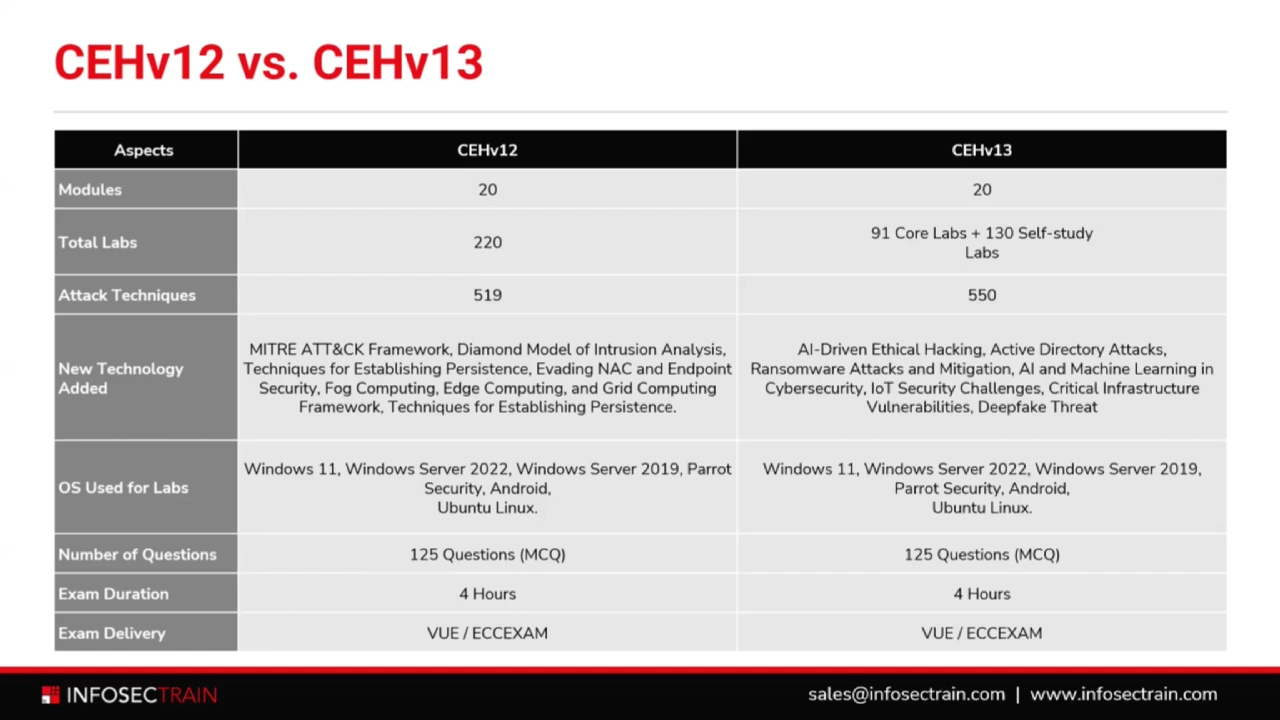 CEHv12 vs. CEHv13
Aspects
CEHv12
CEHv13
Modules
20
20
Total Labs
220
91 Core Labs + 130 Self-study
Labs
Attack Techniques
519
550
New Technology
Added
MITRE ATT&CK Framework, Diamond Model of Intrusion Analysis,
Techniques for Establishing Persistence, Evading NAC and Endpoint
Security, Fog Computing, Edge Computing, and Grid Computing
Framework, Techniques for Establishing Persistence.
AI-Driven Ethical Hacking, Active Directory Attacks,
Ransomware Attacks and Mitigation, AI and Machine Learning in
Cybersecurity, IoT Security Challenges, Critical Infrastructure
Vulnerabilities, Deepfake Threat
OS Used for Labs
Windows 11, Windows Server 2022, Windows Server 2019, Parrot
Security, Android,
Ubuntu Linux.
Windows 11, Windows Server 2022, Windows Server 2019,
Parrot Security, Android,
Ubuntu Linux.
Number of Questions
125 Questions (MCQ)
125 Questions (MCQ)
Exam Duration
4 Hours
4 Hours
Exam Delivery
VUE / ECCEXAM
VUE / ECCEXAM
INFOSECTRAIN
sales@infosectrain.com | www.infosectrain.com